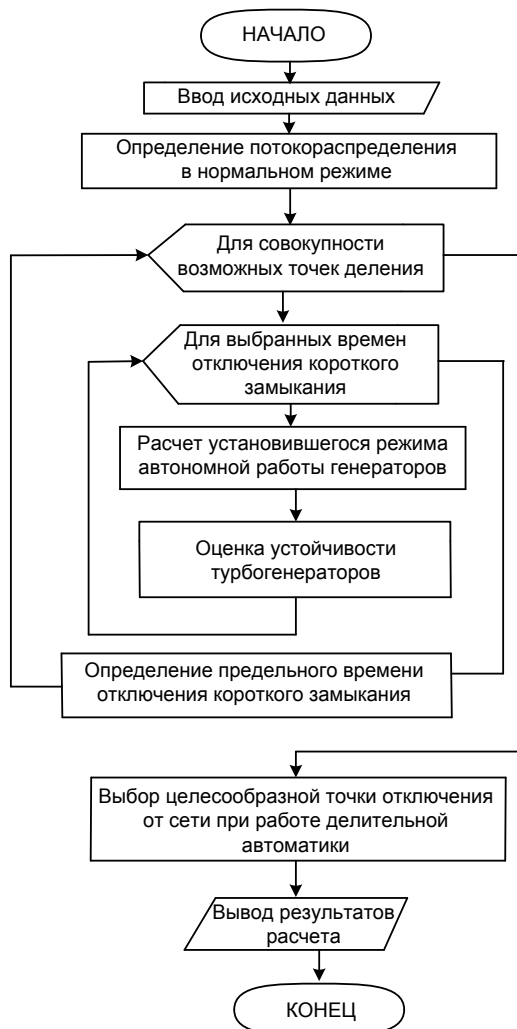 НАЧАЛО
Ввод исходных данных
Определение потокораспределения
в нормальном режиме
Для совокупности
возможных точек деления
Для выбранных времен
отключения короткого
замыкания
Расчет установившегося режима
автономной работы генераторов
Оценка устойчивости
турбогенераторов
Определение предельного времени
отключения короткого замыкания
Выбор целесообразной точки отключения
от сети при работе делительной
автоматики
Вывод результатов
расчета
КОНЕЦ